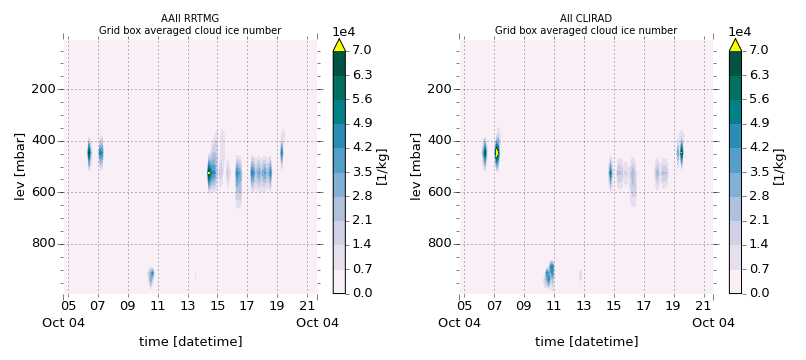 AAII RRTMG
Grid box averaged cloud ice number
1e4
7.0
6.3
5.6
4.9
4.2
3.5
2.8
2.1
1.4
0.7
0.0
[1/kg]
lev [mbar]
200
400
600
800
05 07 09 11 13 15 17 19 21
Oct 04 Oct 04
time [datetime]
AII CLIRAD
Grid box averaged cloud ice number
1e4
7.0
6.3
5.6
4.9
4.2
3.5
2.8
2.1
1.4
0.7
0.0
[1/kg]
lev [mbar]
200
400
600
800
05 07 09 11 13 15 17 19 21
Oct 04 Oct 04
time [datetime]